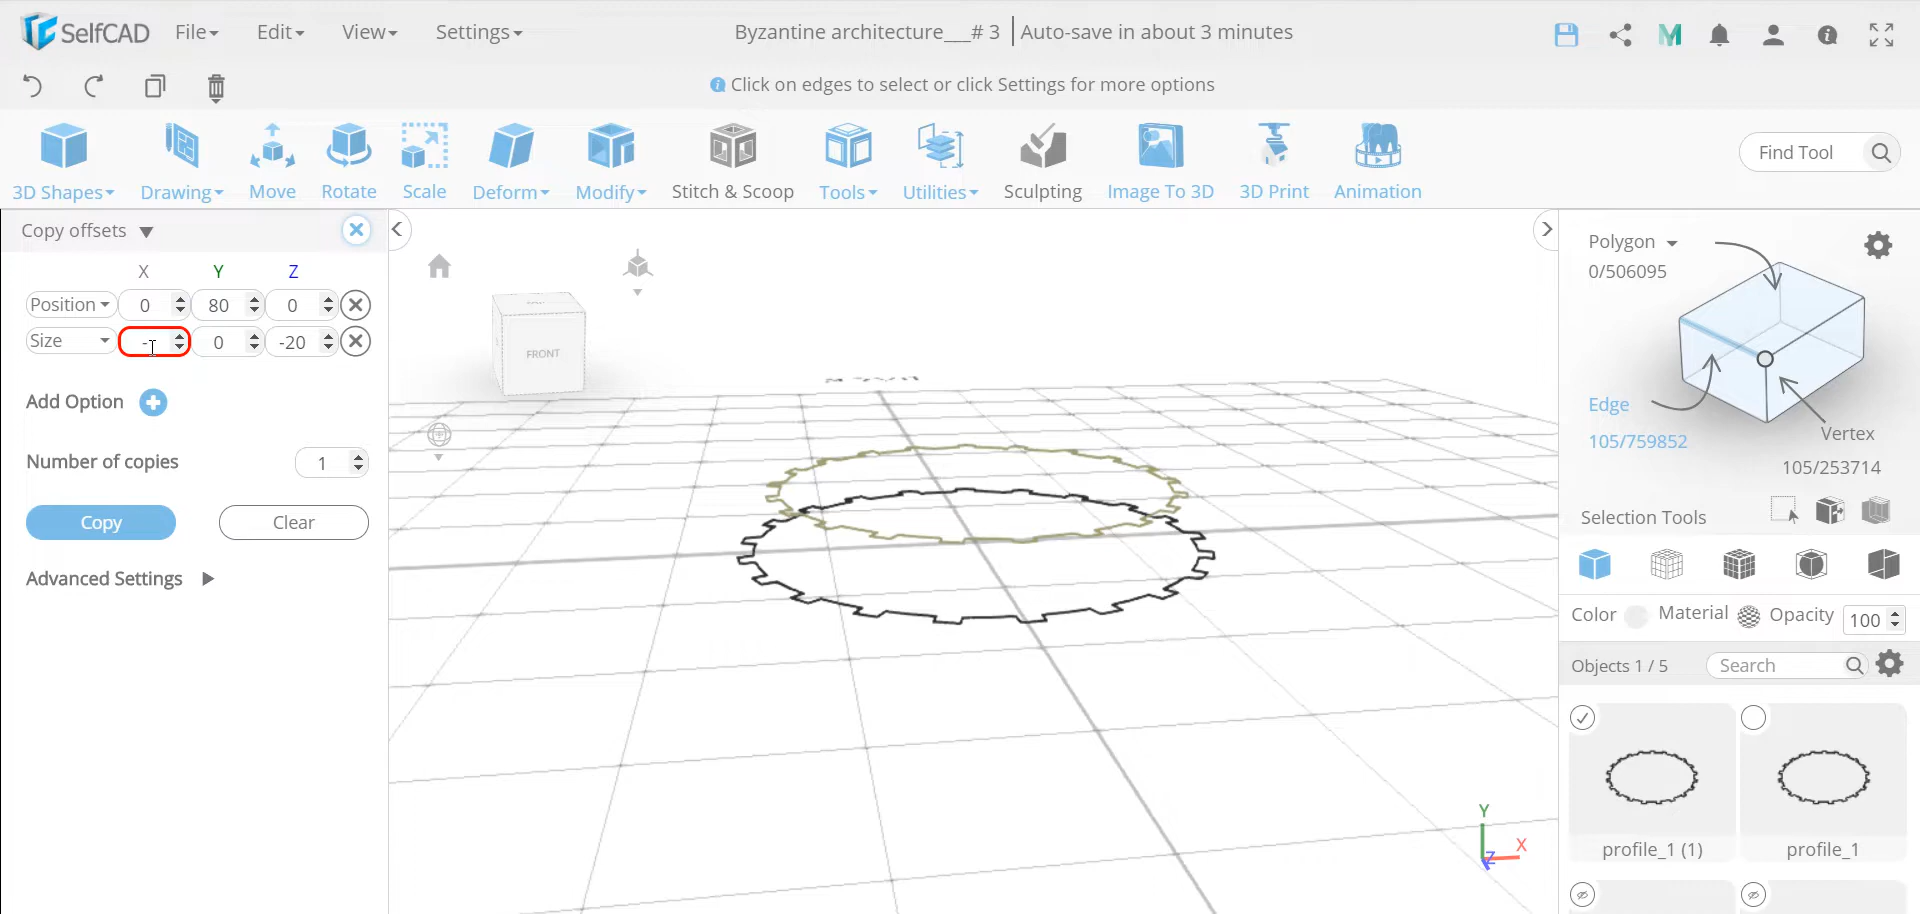 SelfCAD File Edit View Settings Byzantine architecture___# 3 Auto-save in about 3 minutes
Click on edges to select or click Settings for more options
3D Shapes Drawing Move Rotate Scale Deform Modify Stitch & Scoop Tools Utilities Sculpting Image To 3D 3D Print Animation Find Tool
Copy offsets
X Y Z
Position 0 80 0
Size - 0 -20
Add Option
Number of copies 1
Copy Clear
Advanced Settings
FRONT
Y
X
Z
Polygon
0/506095
Edge
105/759852
Vertex
105/253714
Selection Tools
Color Material Opacity 100
Objects 1 / 5 Search
profile_1 (1) profile_1